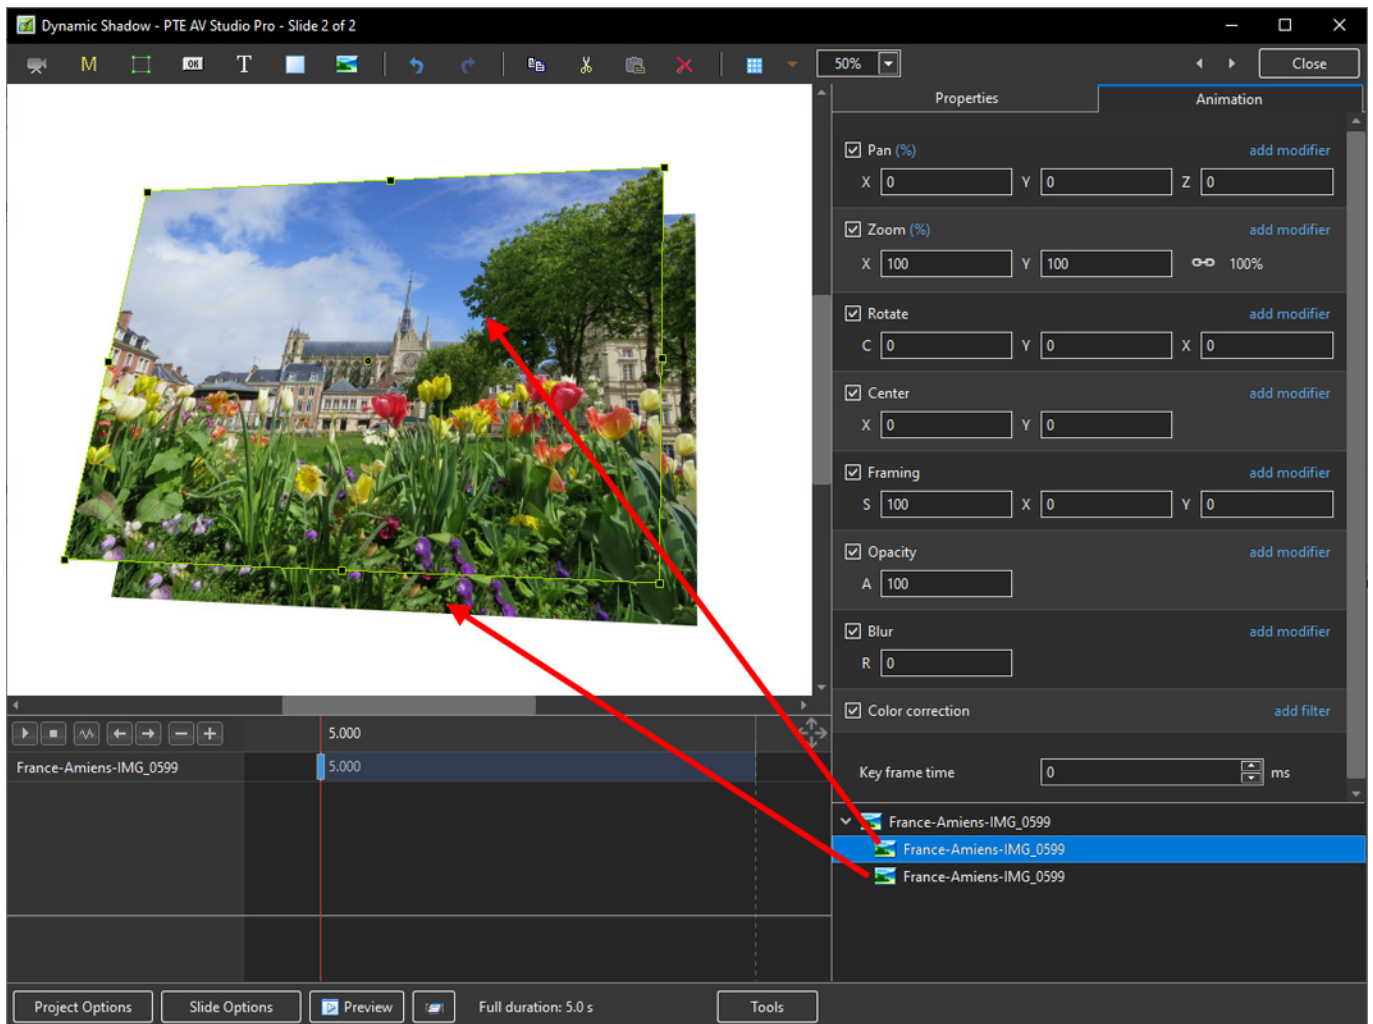 Dynamic Shadow - PTE AV Studio Pro - Slide 2 of 2
M OK T 50% Close
Properties Animation
Pan (%) add modifier
X 0 Y 0 Z 0
Zoom (%) add modifier
X 100 Y 100 100%
Rotate add modifier
C 0 Y 0 X 0
Center add modifier
X 0 Y 0
Framing add modifier
S 100 X 0 Y 0
Opacity add modifier
A 100
Blur add modifier
R 0
Color correction add filter
Key frame time 0 ms
5.000
France-Amiens-IMG_0599 5.000
France-Amiens-IMG_0599
France-Amiens-IMG_0599
France-Amiens-IMG_0599
Project Options Slide Options Preview Full duration: 5.0 s Tools